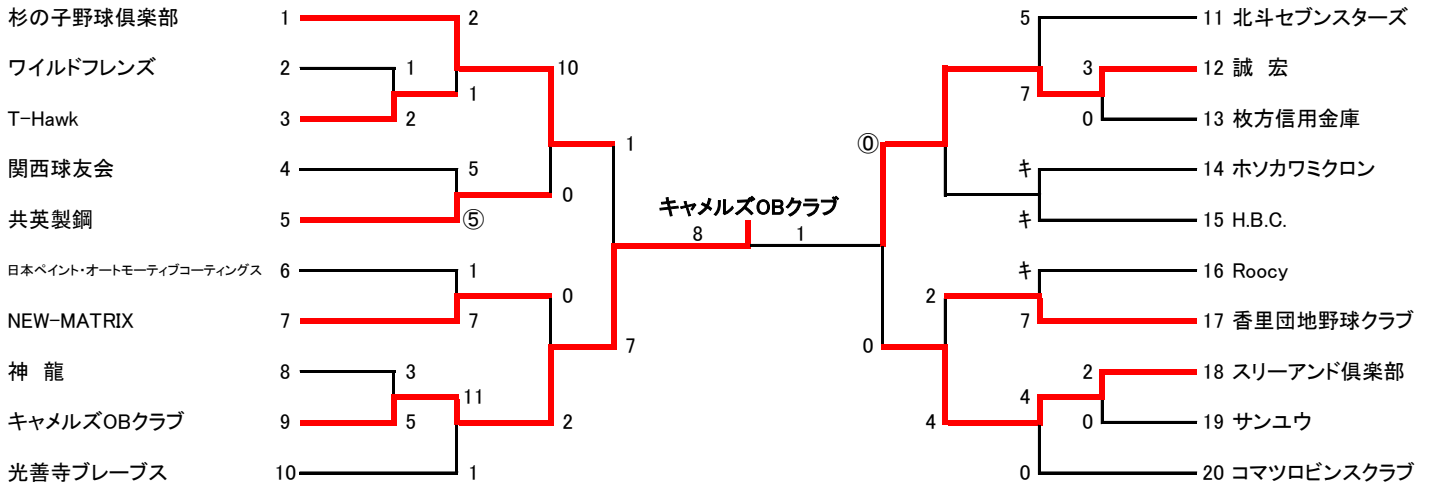 杉の子野球倶楽部 1 2 5 11 北斗セブンスターズ
ワイルドフレンズ 2 1 10 3 12 誠 宏
1 7
T-Hawk 3 2 0 13 枚方信用金庫
1 ⓪
関西球友会 4 5 キ 14 ホソカワミクロン
0
共英製鋼 5 ⑤ キャメルズOBクラブ キ 15 H.B.C.
8 1
日本ペイント・オートモーティブコーティングス 6 1 キ 16 Roocy
0 2
NEW-MATRIX 7 7 7 17 香里団地野球クラブ
7 0
神 龍 8 3 2 18 スリーアンド倶楽部
11 4
キャメルズOBクラブ 9 5 2 4 0 19 サンユウ
光善寺ブレーブス 10 1 0 20 コマツロビンスクラブ